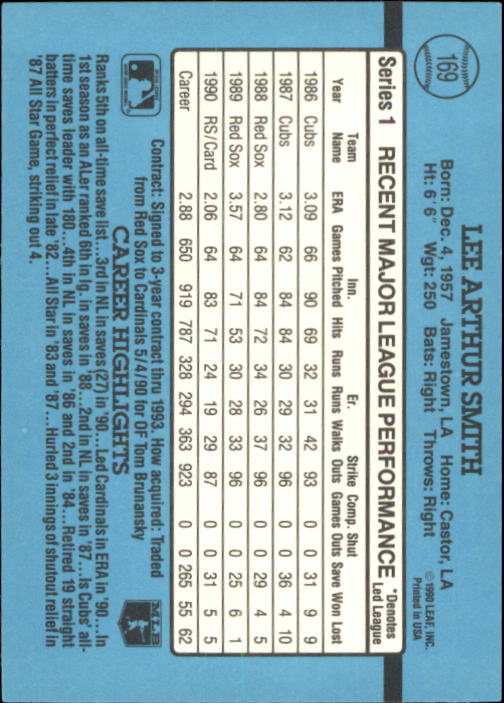 169
LEE ARTHUR SMITH
Born: Dec. 4, 1957 Jamestown, LA Home: Castor, LA
Ht: 6' 6" Wgt: 250 Bats: Right Throws: Right
© 1990 LEAF, INC.
Printed in USA
Series 1 RECENT MAJOR LEAGUE PERFORMANCE *Denotes Led League
Year Team Name ERA Games Inn. Pitched Hits Runs Er. Runs Walks Strike Outs Comp. Games Shut Outs Save Won Lost
1986 Cubs 3.09 66 90 69 32 31 42 93 0 0 31 9 9
1987 Cubs 3.12 62 84 84 30 29 32 96 0 0 36 4 10
1988 Red Sox 2.80 64 84 72 34 26 37 96 0 0 29 4 5
1989 Red Sox 3.57 64 71 53 30 28 33 96 0 0 25 6 1
1990 RS/Card 2.06 64 83 71 24 19 29 87 0 0 31 5 5
Career 2.88 650 919 787 328 294 363 923 0 0 265 55 62
Contract: Signed to 3-year contract thru 1993. How acquired: Traded
from Red Sox to Cardinals 5/4/90 for OF Tom Brunansky
MLB
CAREER HIGHLIGHTS
Ranks 5th on all-time save list...3rd in NL in saves (27) in '90...Led Cardinals in ERA in '90...In
1st season as an ALer ranked 6th in lg. in saves in '88...2nd in NL in saves in '87...Is Cubs' all-
time saves leader with 180...4th in NL in saves in '86 and 2nd in '84...Retired 19 straight
batters in perfect relief in late '82...All Star in '83 and '87...Hurled 3 innings of shutout relief in
'87 All Star Game, striking out 4.